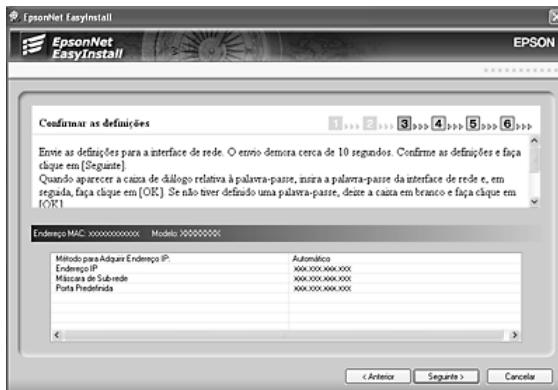 EpsonNet EasyInstall
EpsonNet
EasyInstall
EPSON
Confirmar as definições
1 2 3 4 5 6
Envie as definições para a interface de rede. O envio demora cerca de 10 segundos. Confirme as definições e faça
clique em [Seguinte].
Quando aparecer a caixa de diálogo relativa à palavra-passe, insira a palavra-passe da interface de rede e, em
seguida, faça clique em [OK]. Se não tiver definido uma palavra-passe, deixe a caixa em branco e faça clique em
[OK].
Endereço MAC: xxxxxxxxxxxx Modelo: XXXXXXXX
Método para Adquirir Endereço IP: Automático
Endereço IP xxx.xxx.xxx.xxx
Máscara de Sub-rede xxx.xxx.xxx.xxx
Porta Predefinida xxx.xxx.xxx.xxx
< Anterior Seguinte > Cancelar